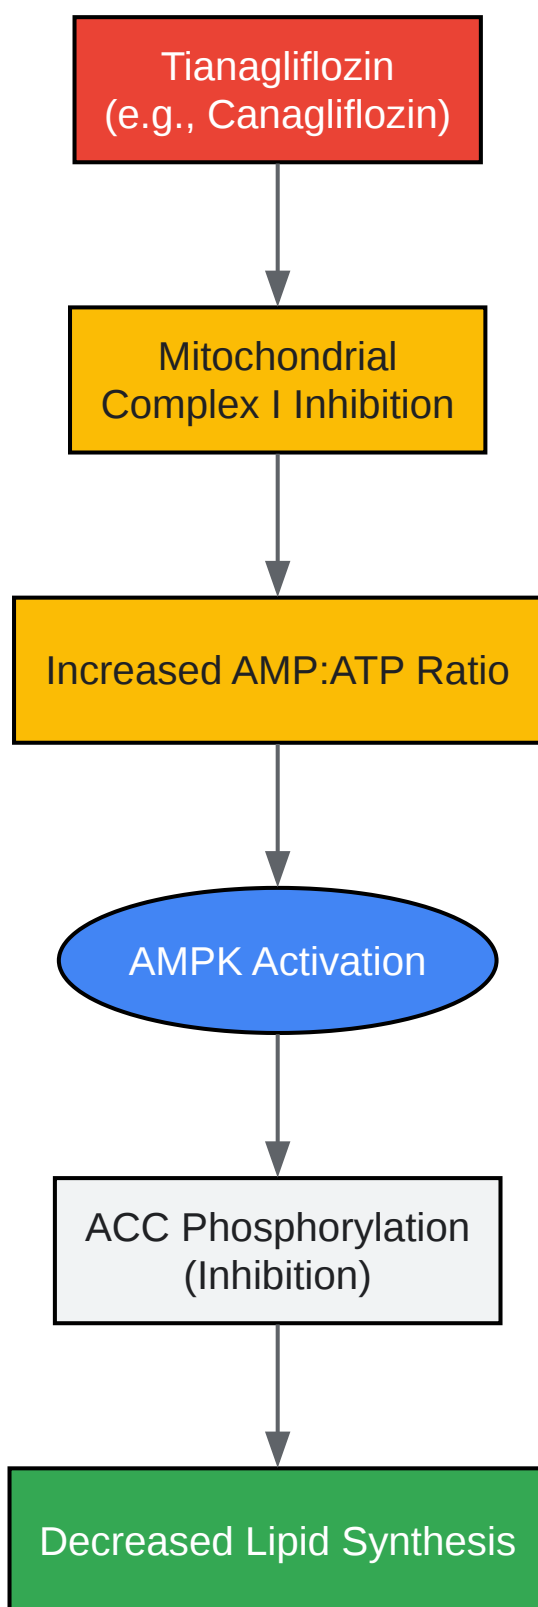 Tianagliflozin
(e.g., Canagliflozin)
Mitochondrial
Complex I Inhibition
Increased AMP:ATP Ratio
AMPK Activation
ACC Phosphorylation
(Inhibition)
Decreased Lipid Synthesis